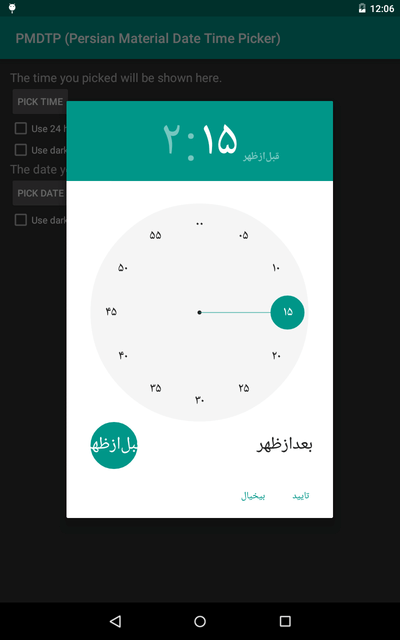 12:06
PMDTP (Persian Material Date Time Picker)
The time you picked will be shown here.
PICK TIME
Use 24 h
Use dark
The date yo
PICK DATE
Use dark
۲:۱۵
قبل‌ازظهر
۰۰
۰۵
۱۰
۱۵
۲۰
۲۵
۳۰
۳۵
۴۰
۴۵
۵۰
۵۵
قبل‌ازظهر
بعدازظهر
تایید
بیخیال